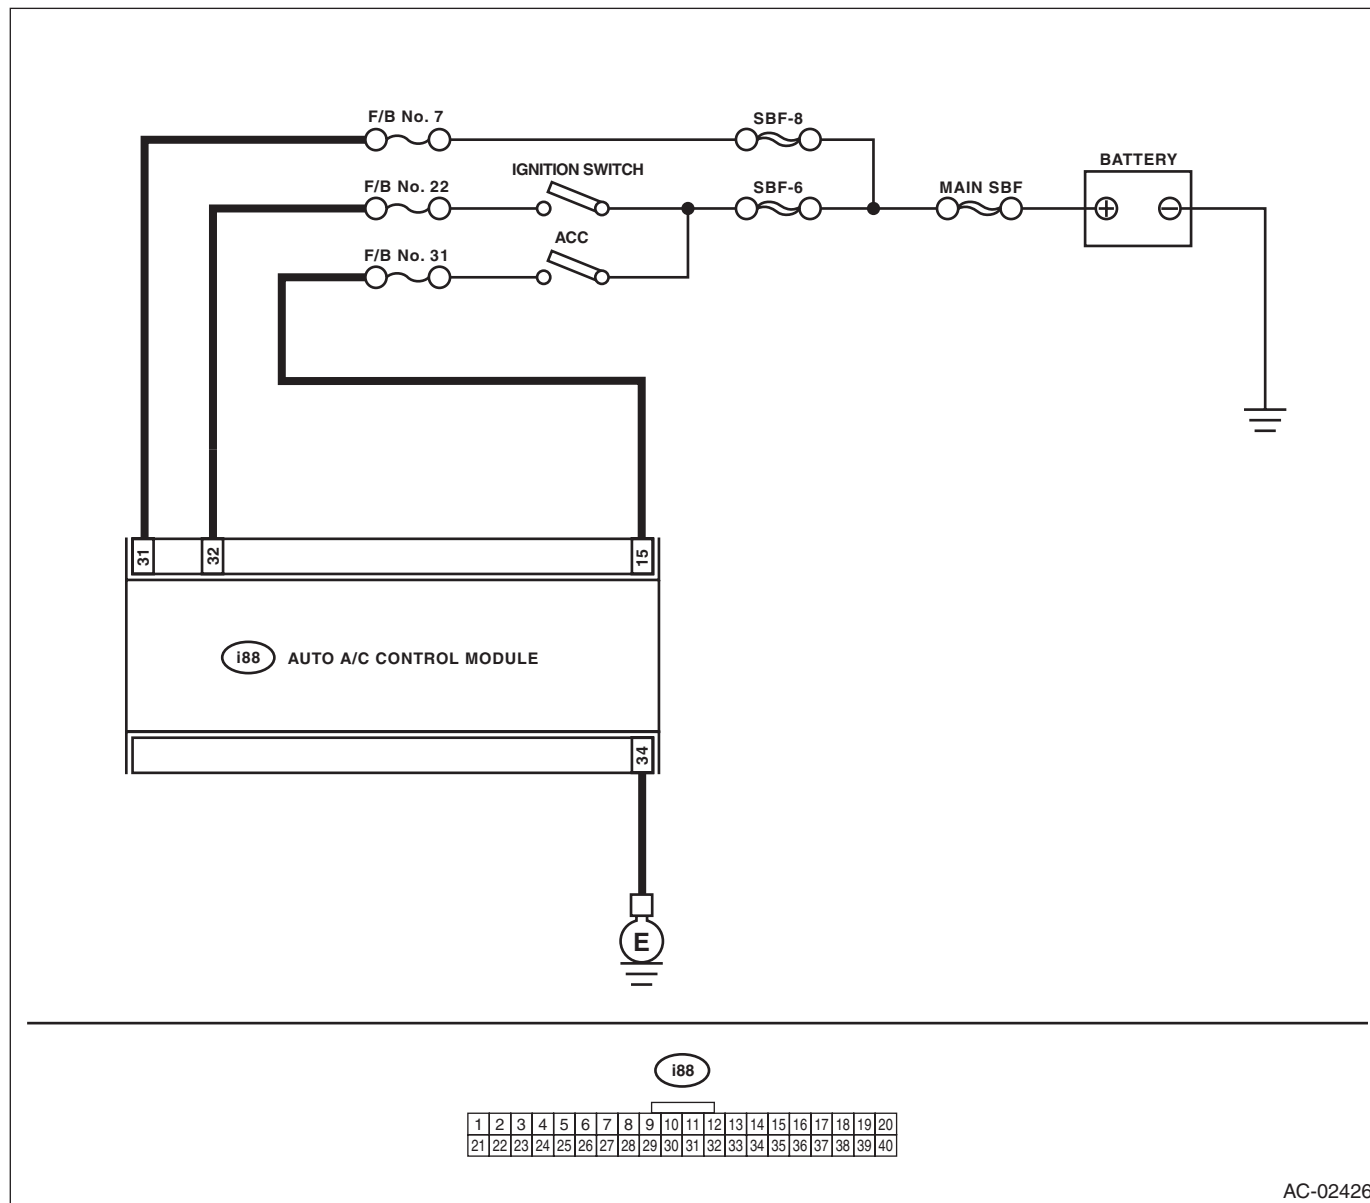 F/B No. 7
SBF-8
IGNITION SWITCH
BATTERY
F/B No. 22
SBF-6
MAIN SBF
+
−
ACC
F/B No. 31
31
32
15
i88
AUTO A/C CONTROL MODULE
34
E
i88
1 2 3 4 5 6 7 8 9 10 11 12 13 14 15 16 17 18 19 20
21 22 23 24 25 26 27 28 29 30 31 32 33 34 35 36 37 38 39 40
AC-02426